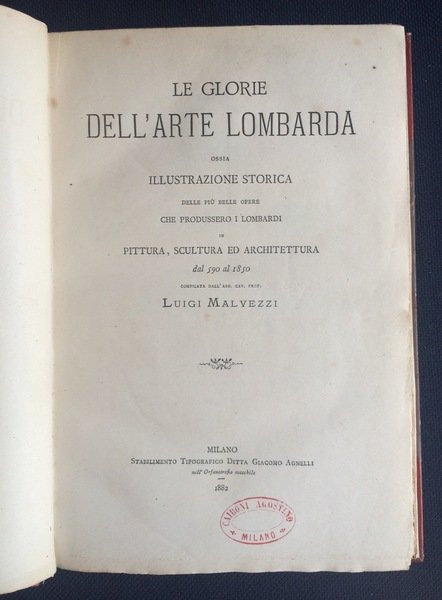 LE GLORIE
DELL'ARTE LOMBARDA
OSSIA
ILLUSTRAZIONE STORICA
DELLE PIÙ BELLE OPERE
CHE PRODUSSERO I LOMBARDI
IN
PITTURA, SCULTURA ED ARCHITETTURA
dal 590 al 1850
COMPILATA DALL'ABB. CAV. PROF.
LUIGI MALVEZZI
MILANO
STABILIMENTO TIPOGRAFICO DITTA GIACOMO AGNELLI
nell'Orfanotrofio maschile
1882
CAIRONI AGOSTINO
MILANO